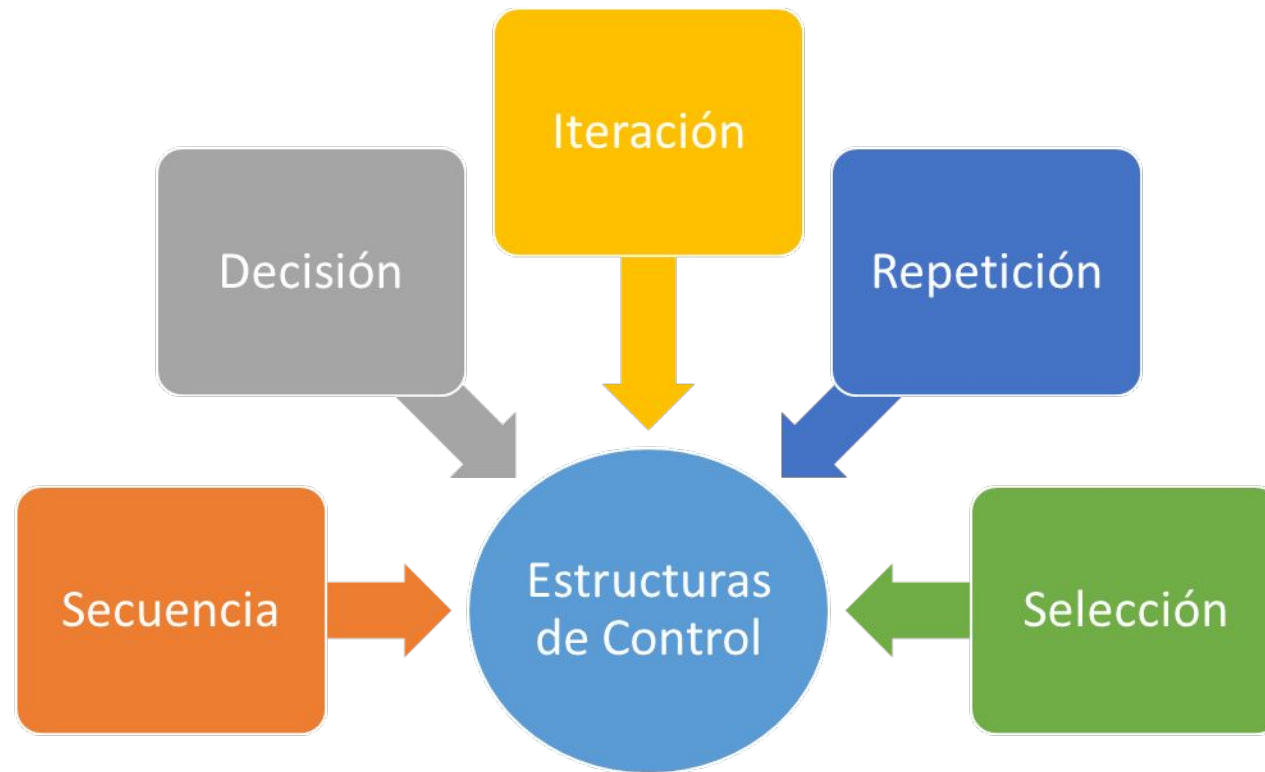 Iteración
Decisión
Repetición
Secuencia
Estructuras
de Control
Selección